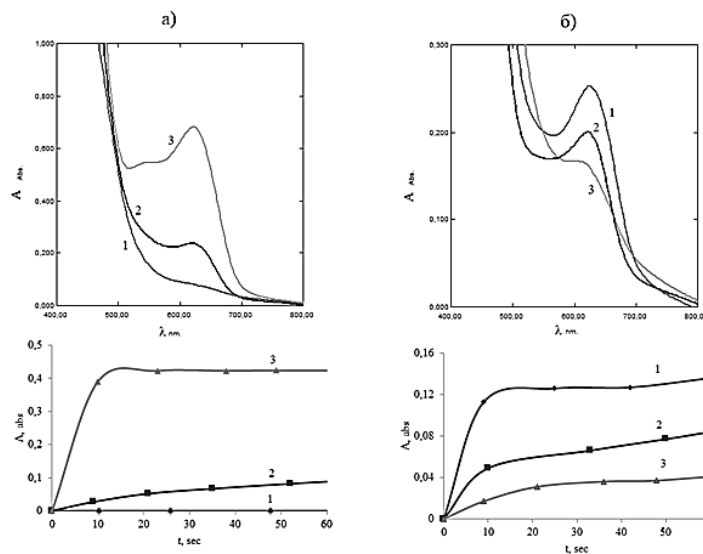 а)
1,000
0,800
0,600
0,400
0,200
0,000
A Abs.
3
2
1
400,00 500,00 600,00 700,00 800,00
λ nm.
б)
0,300
0,200
0,100
0,000
A Abs.
1
2
3
400,00 500,00 600,00 700,00 800,00
λ nm.
0,5
0,4
0,3
0,2
0,1
0
A, abs
3
2
1
0 10 20 30 40 50 60
t, sec
0,16
0,12
0,08
0,04
0
A, abs
1
2
3
0 10 20 30 40 50
t, sec